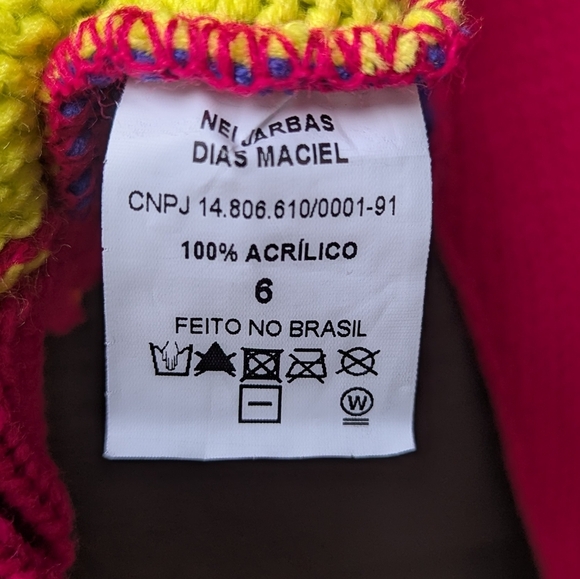 NEI JARBAS
DIAS MACIEL
CNPJ 14.806.610/0001-91
100% ACRÍLICO
6
FEITO NO BRASIL
W